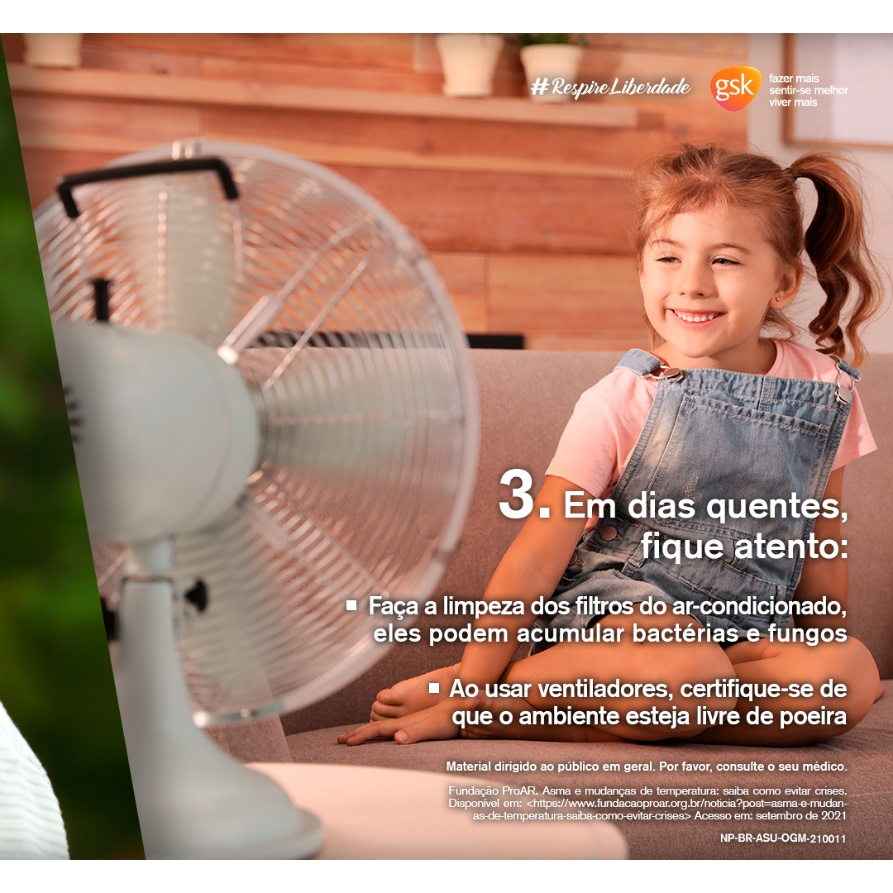 #RespireLiberdade
gsk
fazer mais
sentir-se melhor
viver mais
3. Em dias quentes,
fique atento:
▪ Faça a limpeza dos filtros do ar-condicionado,
eles podem acumular bactérias e fungos
▪ Ao usar ventiladores, certifique-se de
que o ambiente esteja livre de poeira
Material dirigido ao público em geral. Por favor, consulte o seu médico.
Fundação ProAR. Asma e mudanças de temperatura: saiba como evitar crises.
Disponível em: <https://www.fundacaoproar.org.br/noticia?post=asma-e-mudan-
as-de-temperatura-saiba-como-evitar-crises> Acesso em: setembro de 2021
NP-BR-ASU-OGM-210011